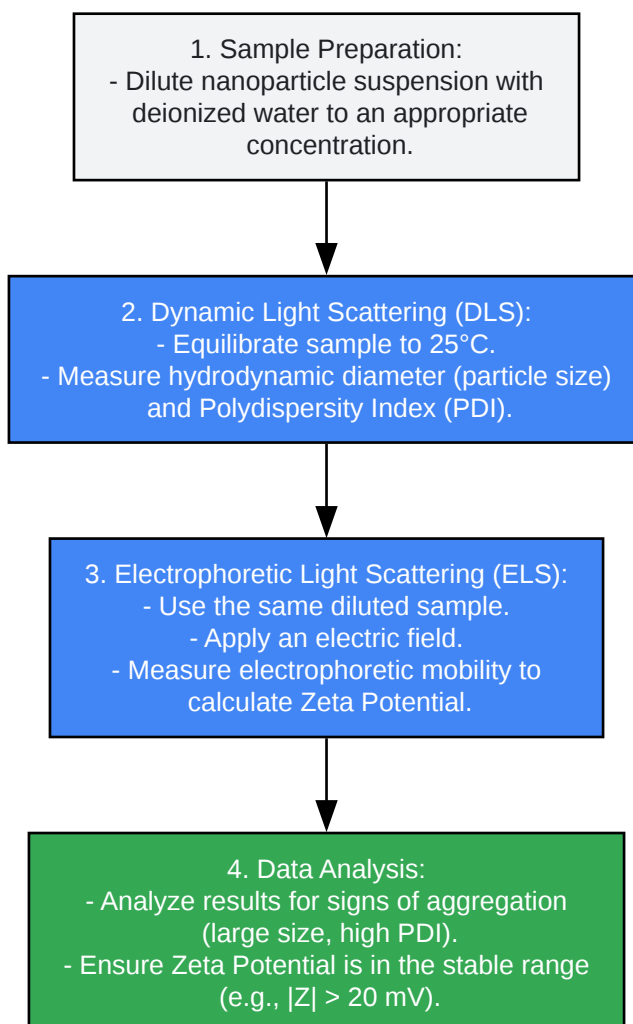 1. Sample Preparation:
- Dilute nanoparticle suspension with
deionized water to an appropriate
concentration.
2. Dynamic Light Scattering (DLS):
- Equilibrate sample to 25°C.
- Measure hydrodynamic diameter (particle size)
and Polydispersity Index (PDI).
3. Electrophoretic Light Scattering (ELS):
- Use the same diluted sample.
- Apply an electric field.
- Measure electrophoretic mobility to
calculate Zeta Potential.
4. Data Analysis:
- Analyze results for signs of aggregation
(large size, high PDI).
- Ensure Zeta Potential is in the stable range
(e.g., |Z| > 20 mV).